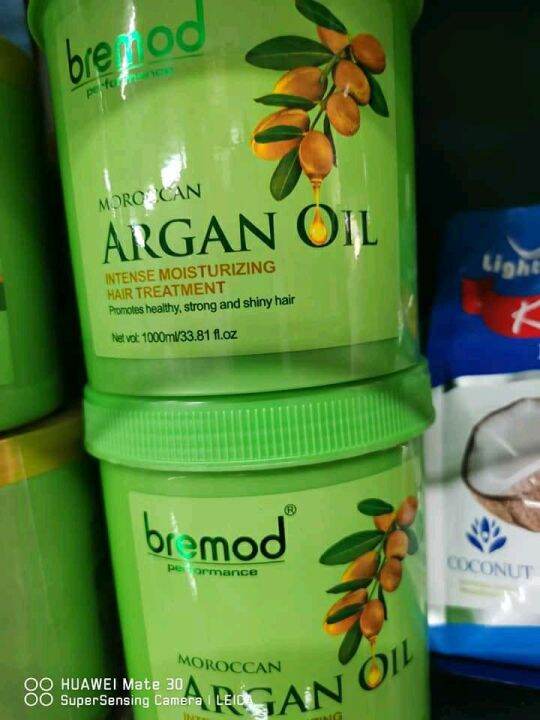 bremod
performance
MOROCCAN
ARGAN OIL
INTENSE MOISTURIZING
HAIR TREATMENT
Promotes healthy, strong and shiny hair
Net vol: 1000ml/33.81 fl.oz
Light
K
COCONUT
bremod®
performance
MOROCCAN
ARGAN OIL
HUAWEI Mate 30
SuperSensing Camera | LEICA